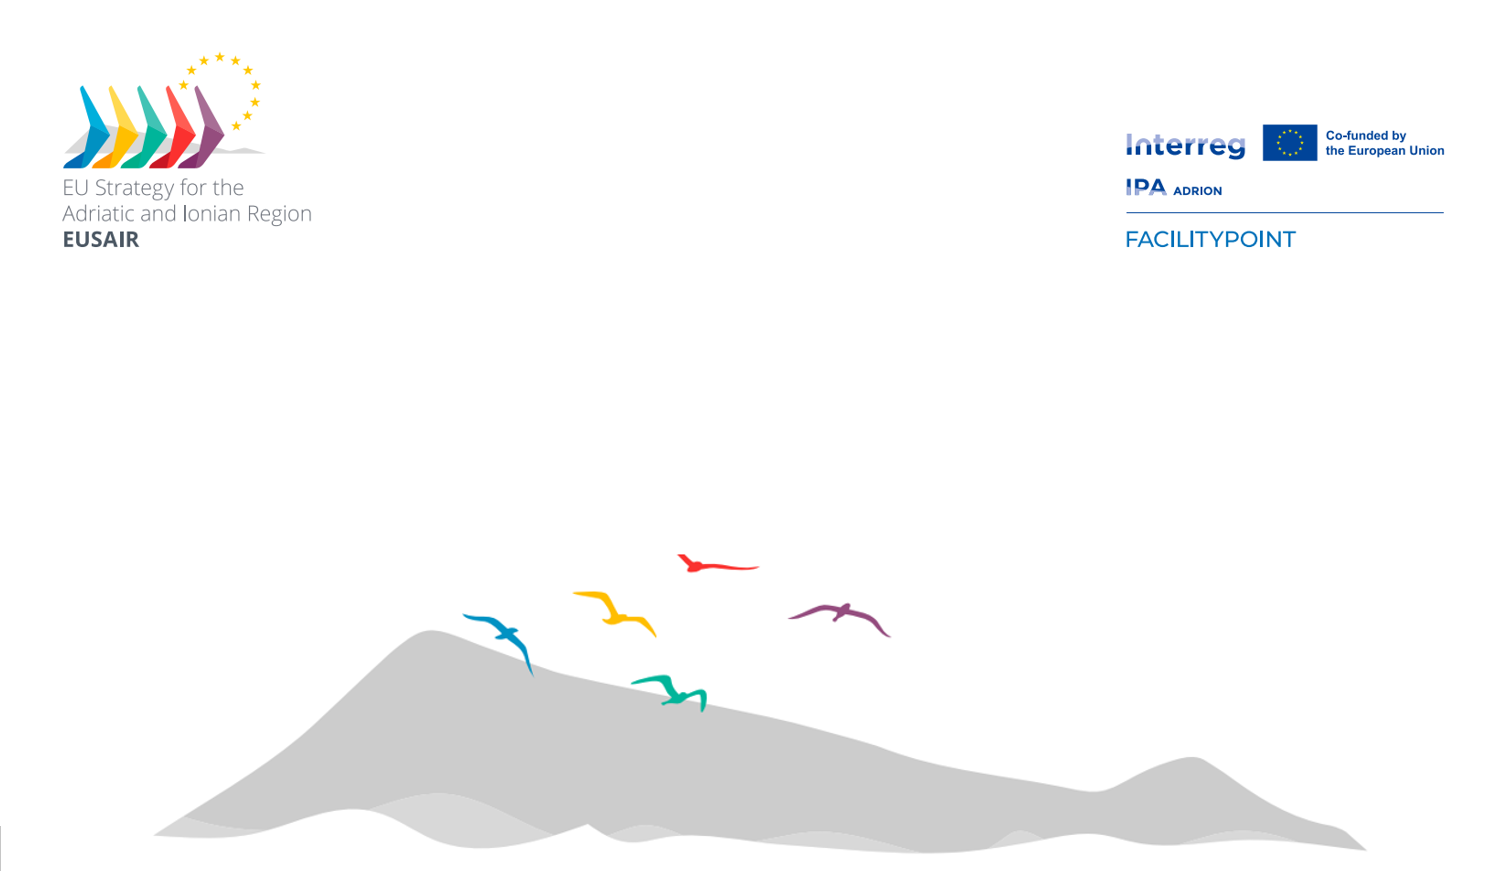 EU Strategy for the
Adriatic and Ionian Region
EUSAIR
Interreg
Co-funded by
the European Union
IPA ADRION
FACILITYPOINT